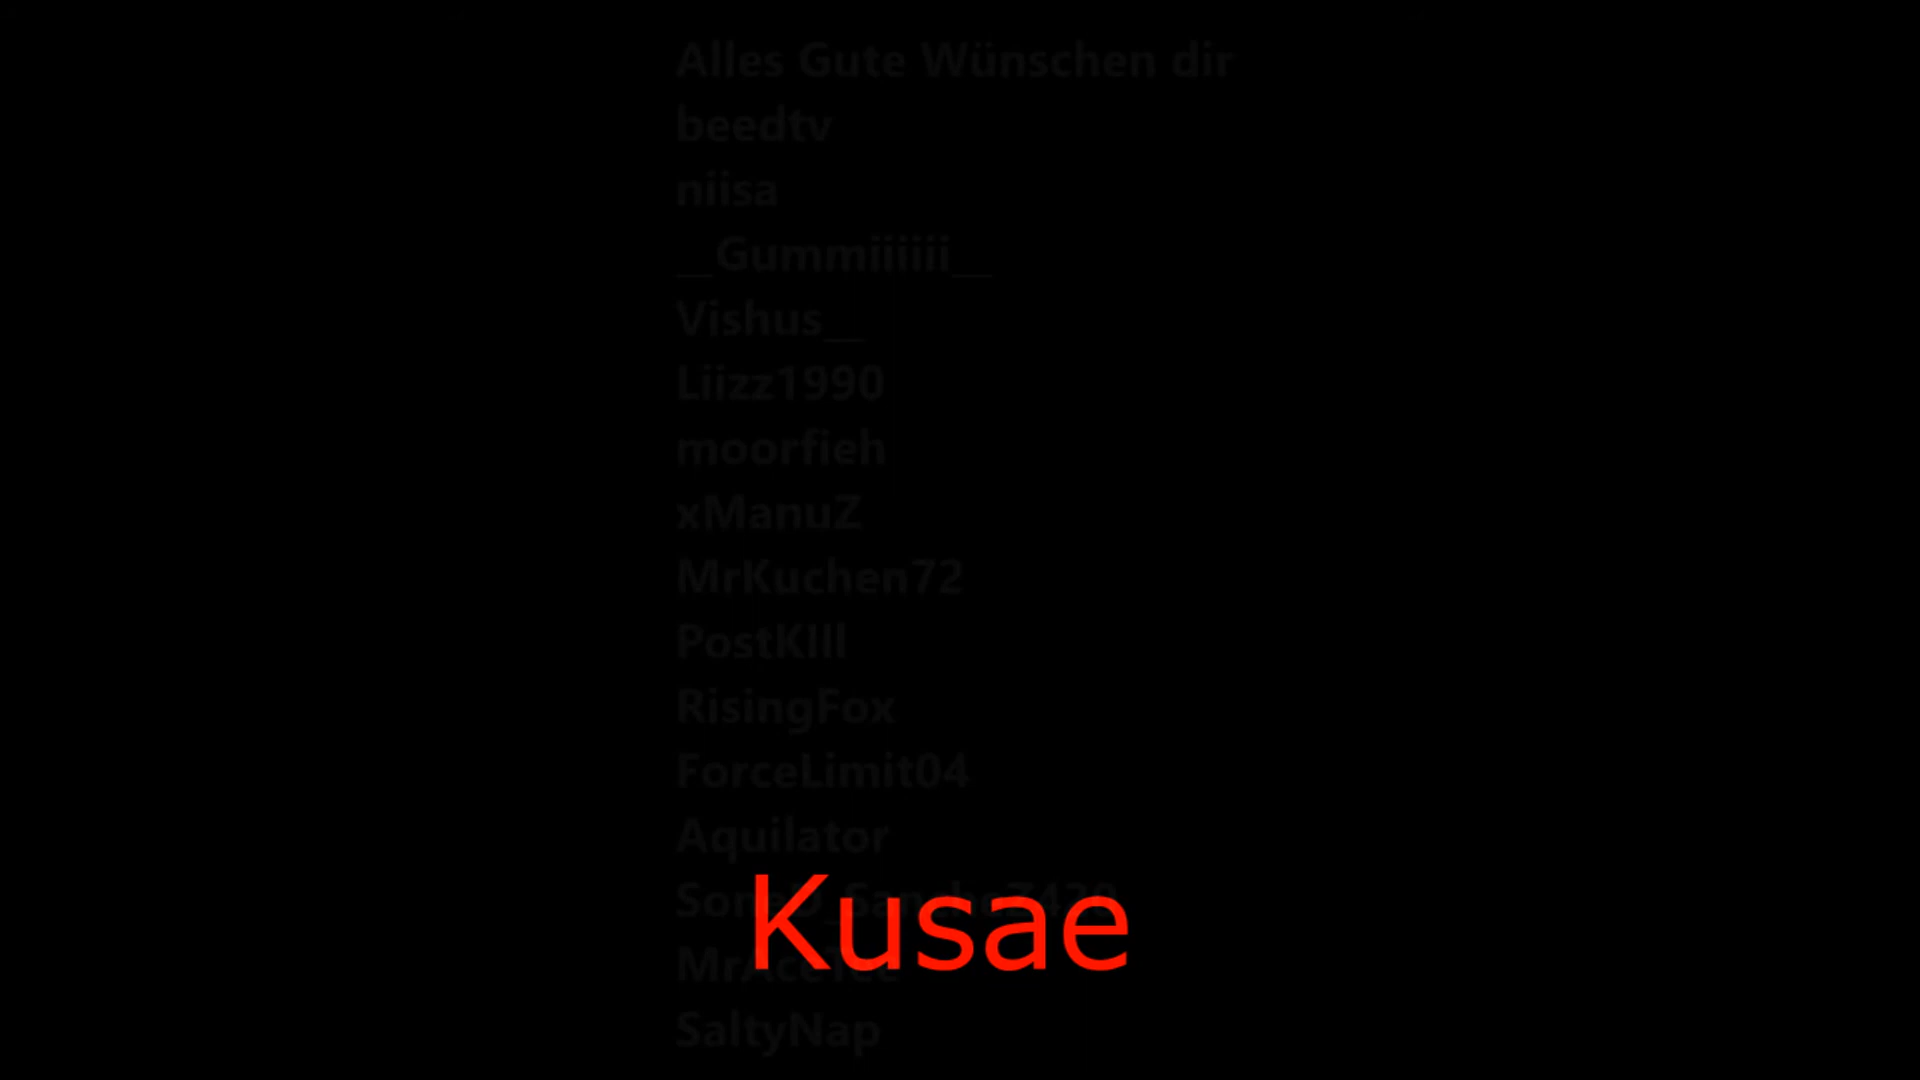 Alles Gute Wünschen dir
beedtv
niisa
__Gummiiiiii__
Vishus__
Liizz1990
moorfieh
xManuZ
MrKuchen72
PostKIll
RisingFox
ForceLimit04
Aquilator
Kusae
SaltyNap